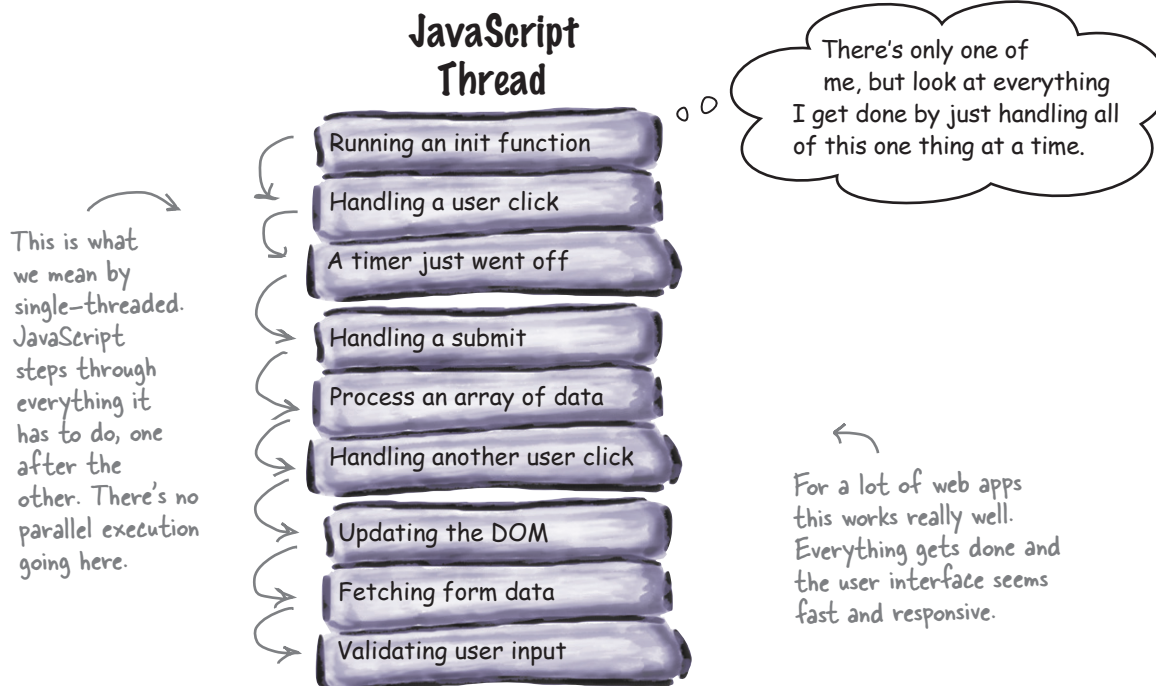 JavaScript
Thread
There's only one of
me, but look at everything
I get done by just handling all
of this one thing at a time.
Running an init function
Handling a user click
A timer just went off
Handling a submit
Process an array of data
Handling another user click
Updating the DOM
Fetching form data
Validating user input
This is what
we mean by
single-threaded.
JavaScript
steps through
everything it
has to do, one
after the
other. There's no
parallel execution
going here.
For a lot of web apps
this works really well.
Everything gets done and
the user interface seems
fast and responsive.